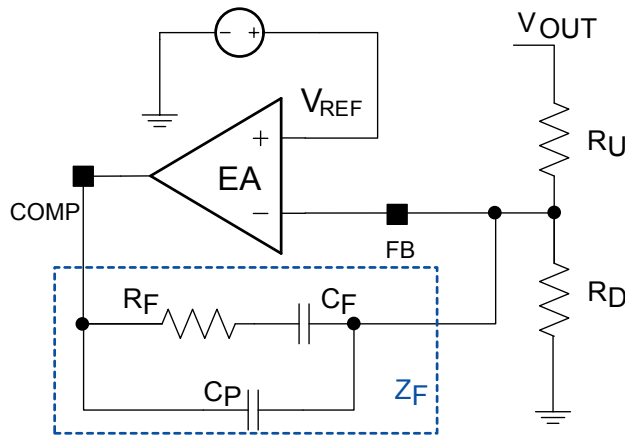 VOUT
− +
VREF
RU
+
EA
−
COMP
FB
RF
CF
RD
CP
ZF